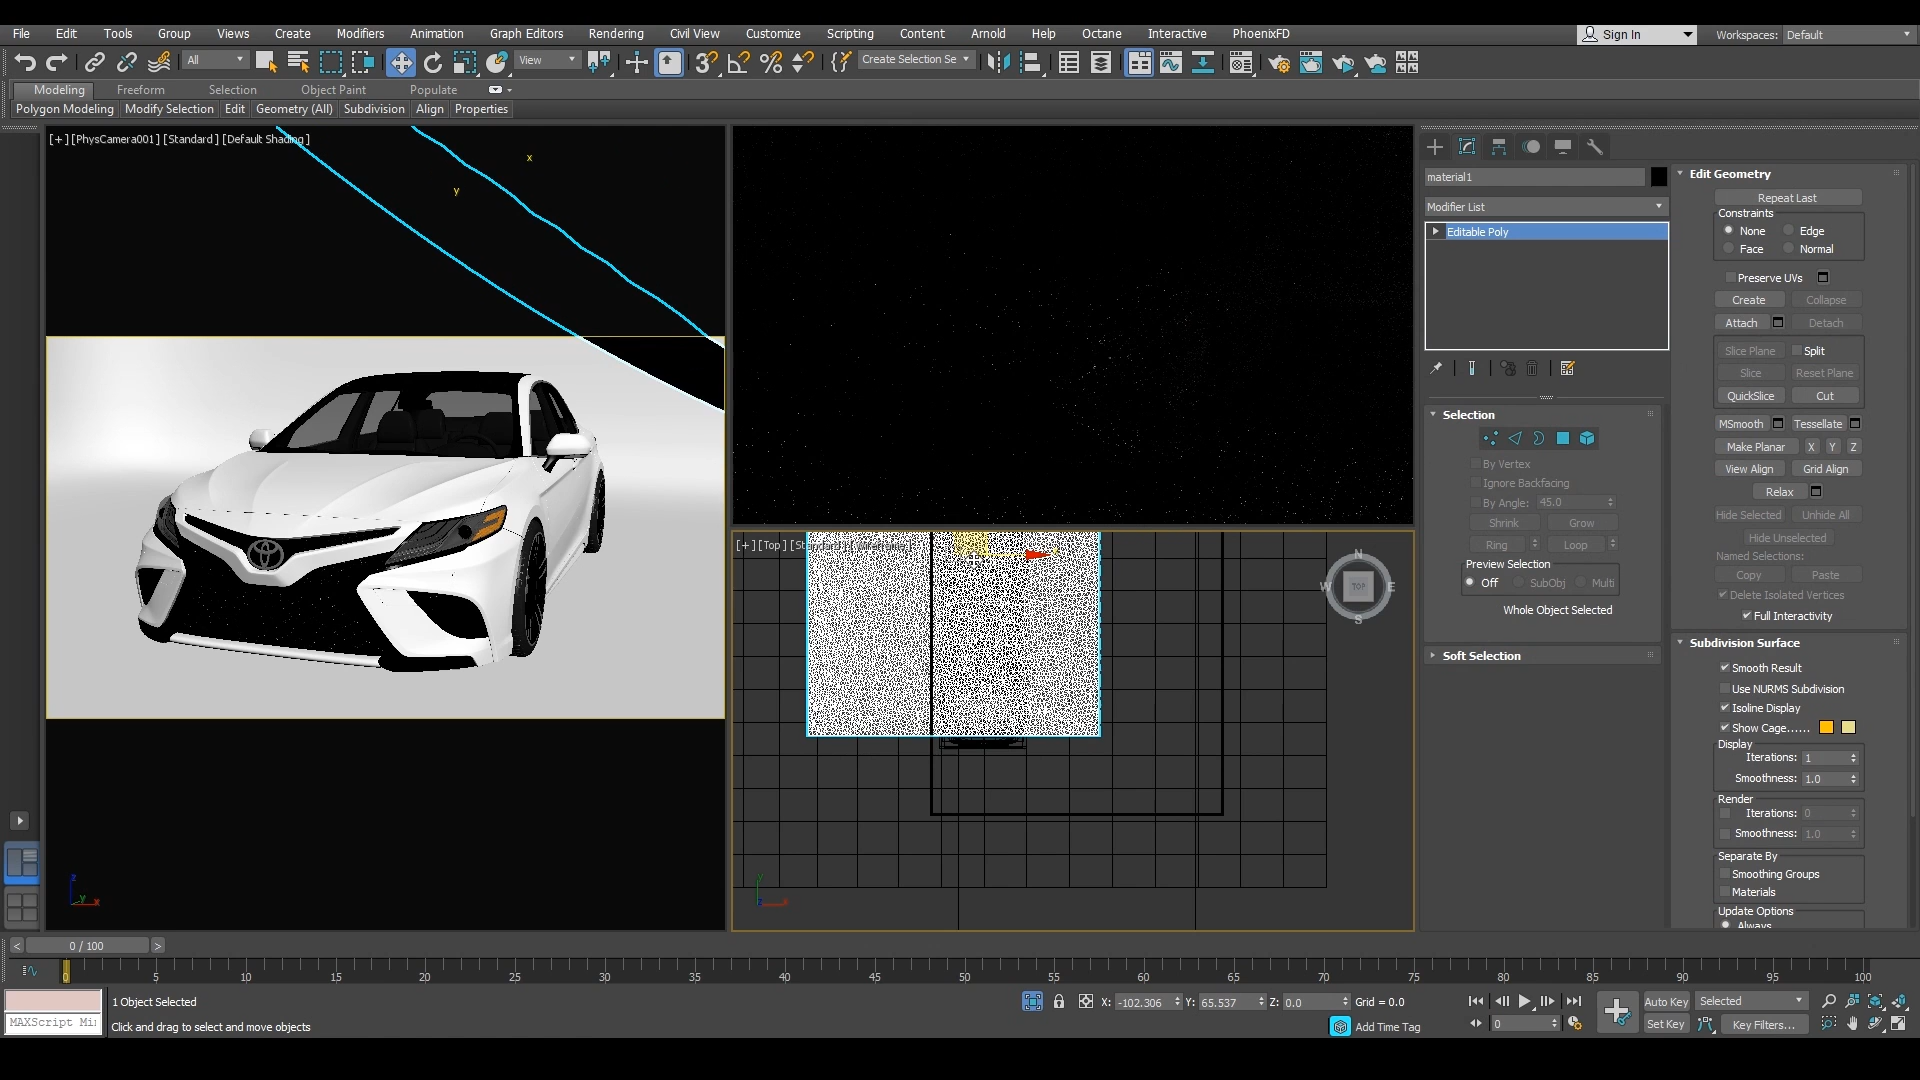 File Edit Tools Group Views Create Modifiers Animation Graph Editors Rendering Civil View Customize Scripting Content Arnold Help Octane Interactive PhoenixFD Sign In Workspaces: Default
All View Create Selection Se
Modeling Freeform Selection Object Paint Populate
Polygon Modeling Modify Selection Edit Geometry (All) Subdivision Align Properties
[+] [PhysCamera001] [Standard] [Default Shading]
x
y
z
y
x
[+] [Top]
N
W TOP E
S
y
x
material1
Modifier List
Editable Poly
Selection
By Vertex
Ignore Backfacing
By Angle: 45.0
Shrink Grow
Ring Loop
Preview Selection
Off SubObj Multi
Whole Object Selected
Soft Selection
Edit Geometry
Repeat Last
Constraints
None Edge
Face Normal
Preserve UVs
Create Collapse
Attach Detach
Slice Plane Split
Slice Reset Plane
QuickSlice Cut
MSmooth Tessellate
Make Planar X Y Z
View Align Grid Align
Relax
Hide Selected Unhide All
Hide Unselected
Named Selections:
Copy Paste
Delete Isolated Vertices
Full Interactivity
Subdivision Surface
Smooth Result
Use NURMS Subdivision
Isoline Display
Show Cage......
Display
Iterations: 1
Smoothness: 1.0
Render
Iterations: 0
Smoothness: 1.0
Separate By
Smoothing Groups
Materials
Update Options
Always
< 0 / 100 >
0 5 10 15 20 25 30 35 40 45 50 55 60 65 70 75 80 85 90 95 100
1 Object Selected X: -102.306 Y: 65.537 Z: 0.0 Grid = 0.0 Auto Key Selected
MAXScript Mi Click and drag to select and move objects Add Time Tag 0 Set Key Key Filters...